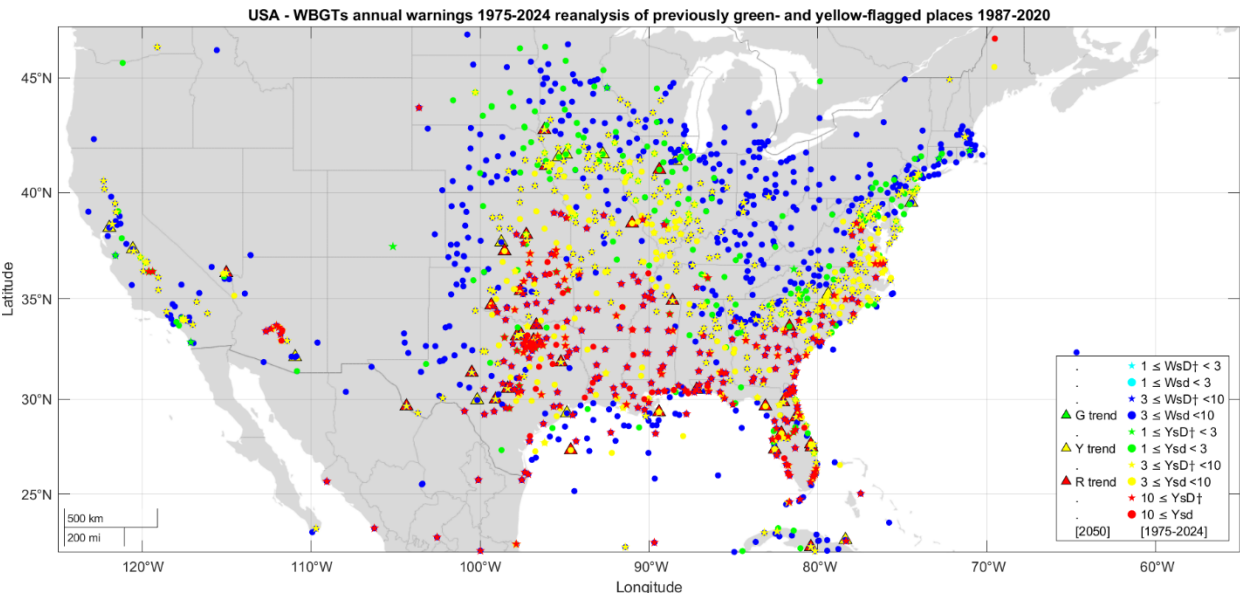 USA - WBGTs annual warnings 1975-2024 reanalysis of previously green- and yellow-flagged places 1987-2020
45°N
40°N
35°N
30°N
25°N
Latitude
120°W
110°W
100°W
90°W
80°W
70°W
60°W
Longitude
500 km
200 mi
. 1 ≤ WsD† < 3
. 1 ≤ Wsd < 3
. 3 ≤ WsD† <10
G trend 3 ≤ Wsd <10
. 1 ≤ YsD† < 3
. 1 ≤ Ysd < 3
Y trend 3 ≤ YsD† <10
. 3 ≤ Ysd <10
R trend 10 ≤ YsD†
. 10 ≤ Ysd
[2050] [1975-2024]